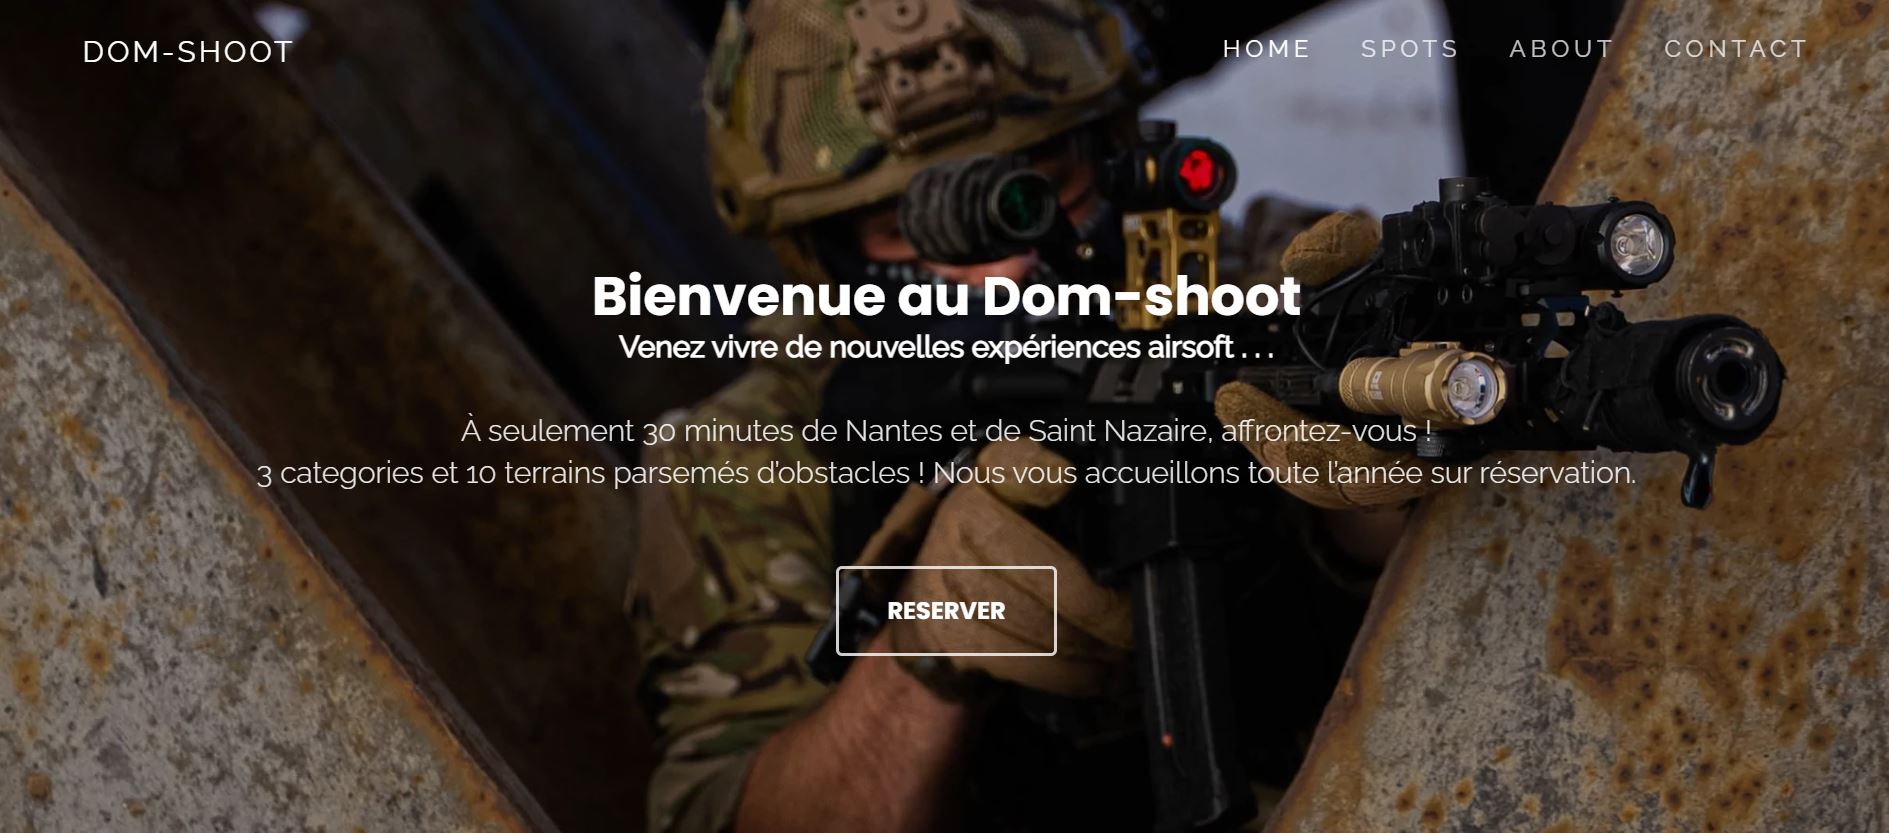 DOM-SHOOT
HOME SPOTS ABOUT CONTACT
Bienvenue au Dom-shoot
Venez vivre de nouvelles expériences airsoft . . .
À seulement 30 minutes de Nantes et de Saint Nazaire, affrontez-vous !
3 categories et 10 terrains parsemés d'obstacles ! Nous vous accueillons toute l'année sur réservation.
RESERVER